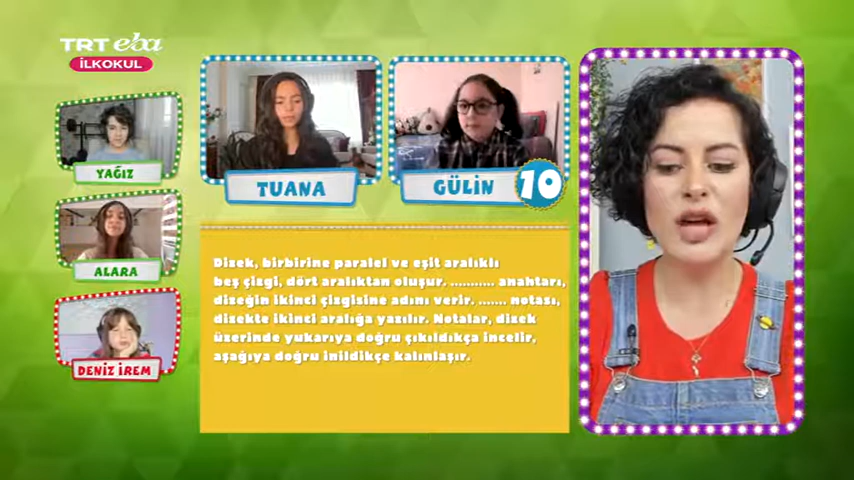 TRT eba
İLKOKUL
YAĞIZ
ALARA
DENİZ İREM
TUANA
GÜLİN
10
Dizek, birbirine paralel ve eşit aralıklı
beş çizgi, dört aralıktan oluşur. ........... anahtarı,
dizeğin ikinci çizgisine adını verir. ....... notası,
dizekte ikinci aralığa yazılır. Notalar, dizek
üzerinde yukarıya doğru çıkıldıkça incelir,
aşağıya doğru inildikçe kalınlaşır.